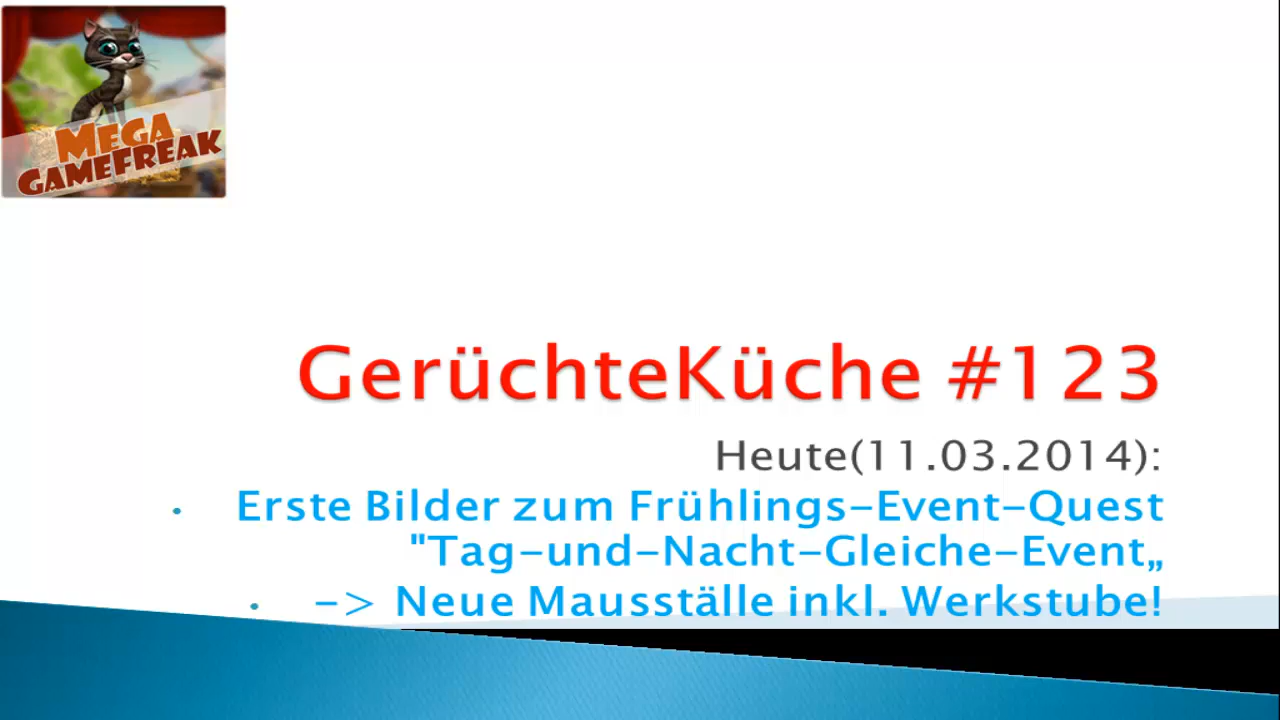 MEGA
GAMEFREAK
GerüchteKüche #123
Heute(11.03.2014):
• Erste Bilder zum Frühlings-Event-Quest
"Tag-und-Nacht-Gleiche-Event„
• -> Neue Mausställe inkl. Werkstube!